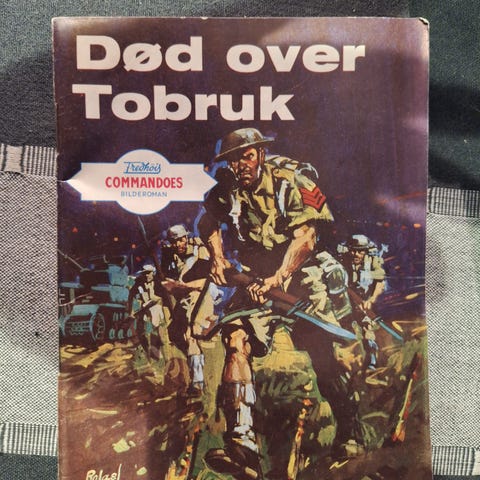 Død over
Tobruk
Fredhøis
COMMANDOES
BILDEROMAN